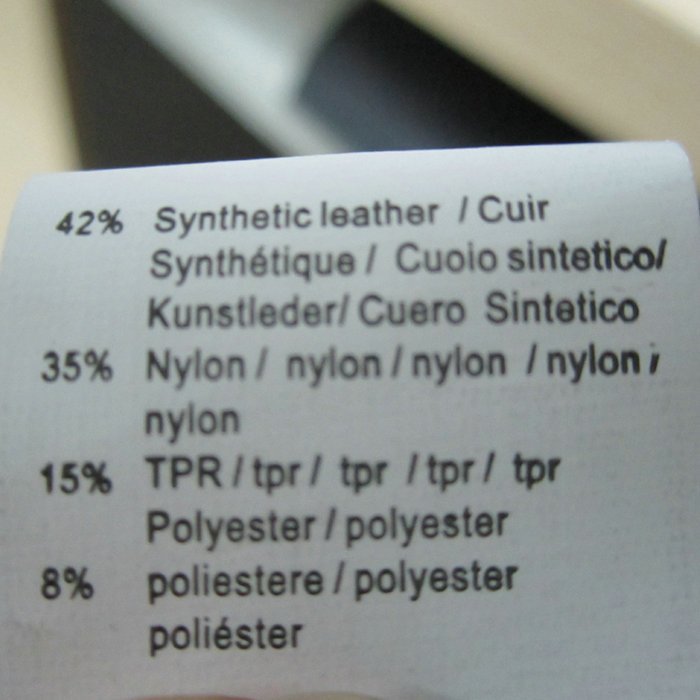 42% Synthetic leather / Cuir
Synthétique / Cuoio sintetico/
Kunstleder/ Cuero Sintetico
35% Nylon / nylon / nylon / nylon /
nylon
15% TPR / tpr / tpr / tpr / tpr
Polyester / polyester
8% poliestere / polyester
poliéster